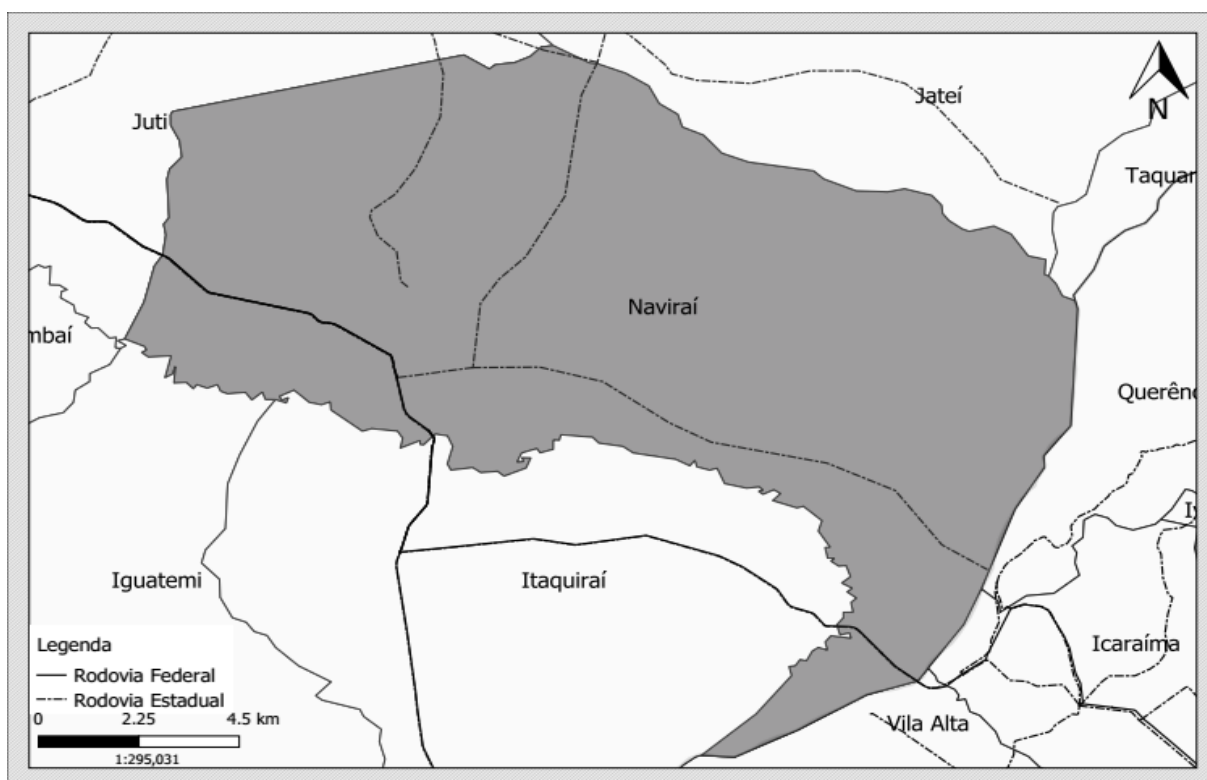 Jateí
N
Juti
Taquar
Naviraí
mbaí
Querênc
Iguatemi
Itaquiraí
Icaraíma
Legenda
Rodovia Federal
Rodovia Estadual
0 2.25 4.5 km
1:295,031
Vila Alta